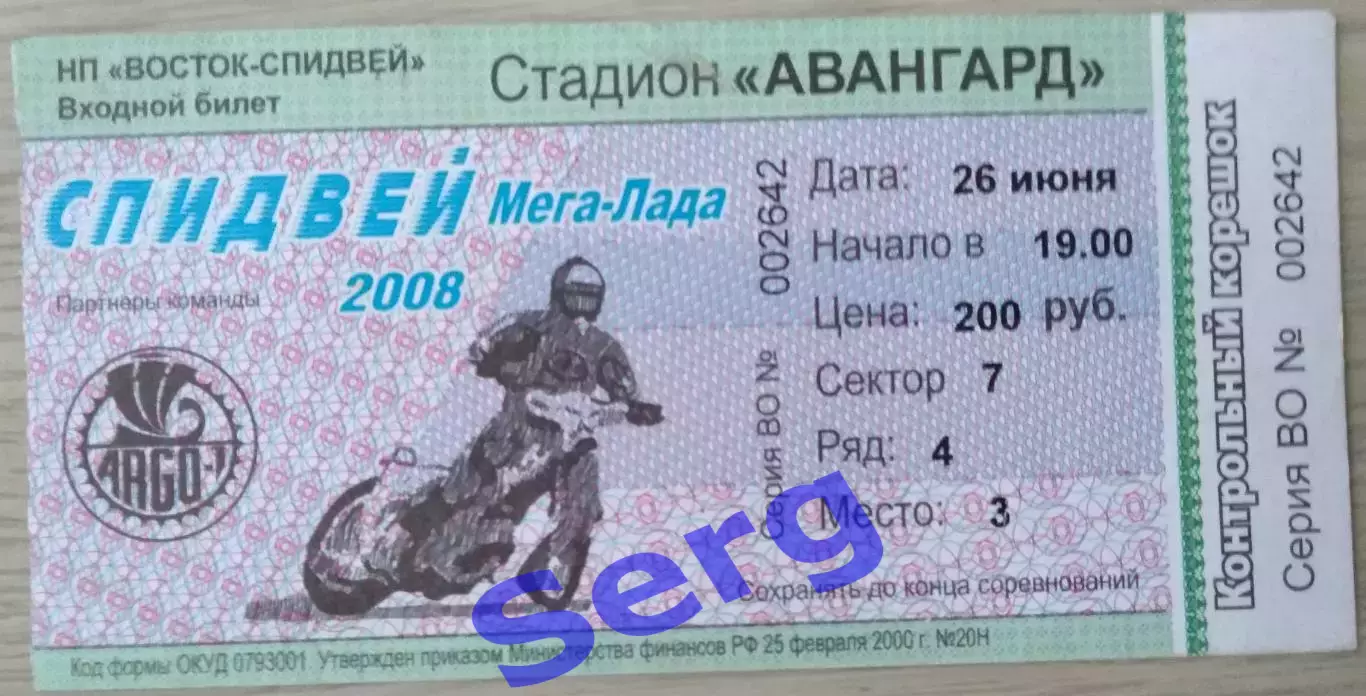 НП «ВОСТОК-СПИДВЕЙ»
Входной билет
Стадион «АВАНГАРД»
СПИДВЕЙ Мега-Лада
2008
Партнеры команды
ARGO-1
Серия ВО № 002642
Дата: 26 июня
Начало в 19.00
Цена: 200 руб.
Сектор 7
Ряд: 4
Место: 3
Сохранять до конца соревнований
Код формы ОКУД 0793001. Утвержден приказом Министерства финансов РФ 25 февраля 2000 г. №20Н
Контрольный корешок
Серия ВО № 002642
Serg